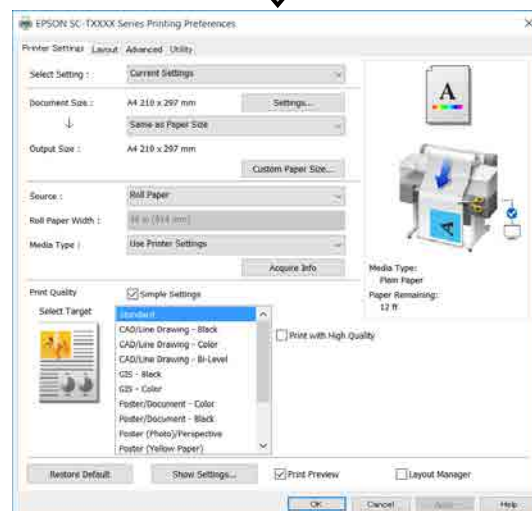 EPSON SC-TXXXX Series Printing Preferences
Printer Settings Layout Advanced Utility
Select Setting : Current Settings
Document Size : A4 210 x 297 mm Settings...
Same as Paper Size
Output Size : A4 210 x 297 mm
Custom Paper Size...
Source : Roll Paper
Roll Paper Width : 36 in (914 mm)
Media Type : Use Printer Settings
Acquire Info
Media Type:
Plain Paper
Paper Remaining:
12 ft
Print Quality Simple Settings
Select Target
Standard
CAD/Line Drawing - Black
CAD/Line Drawing - Color
CAD/Line Drawing - Bi-Level
GIS - Black
GIS - Color
Poster/Document - Color
Poster/Document - Black
Poster (Photo)/Perspective
Poster (Yellow Paper)
Print with High Quality
Restore Default Show Settings... Print Preview Layout Manager
OK Cancel Apply Help